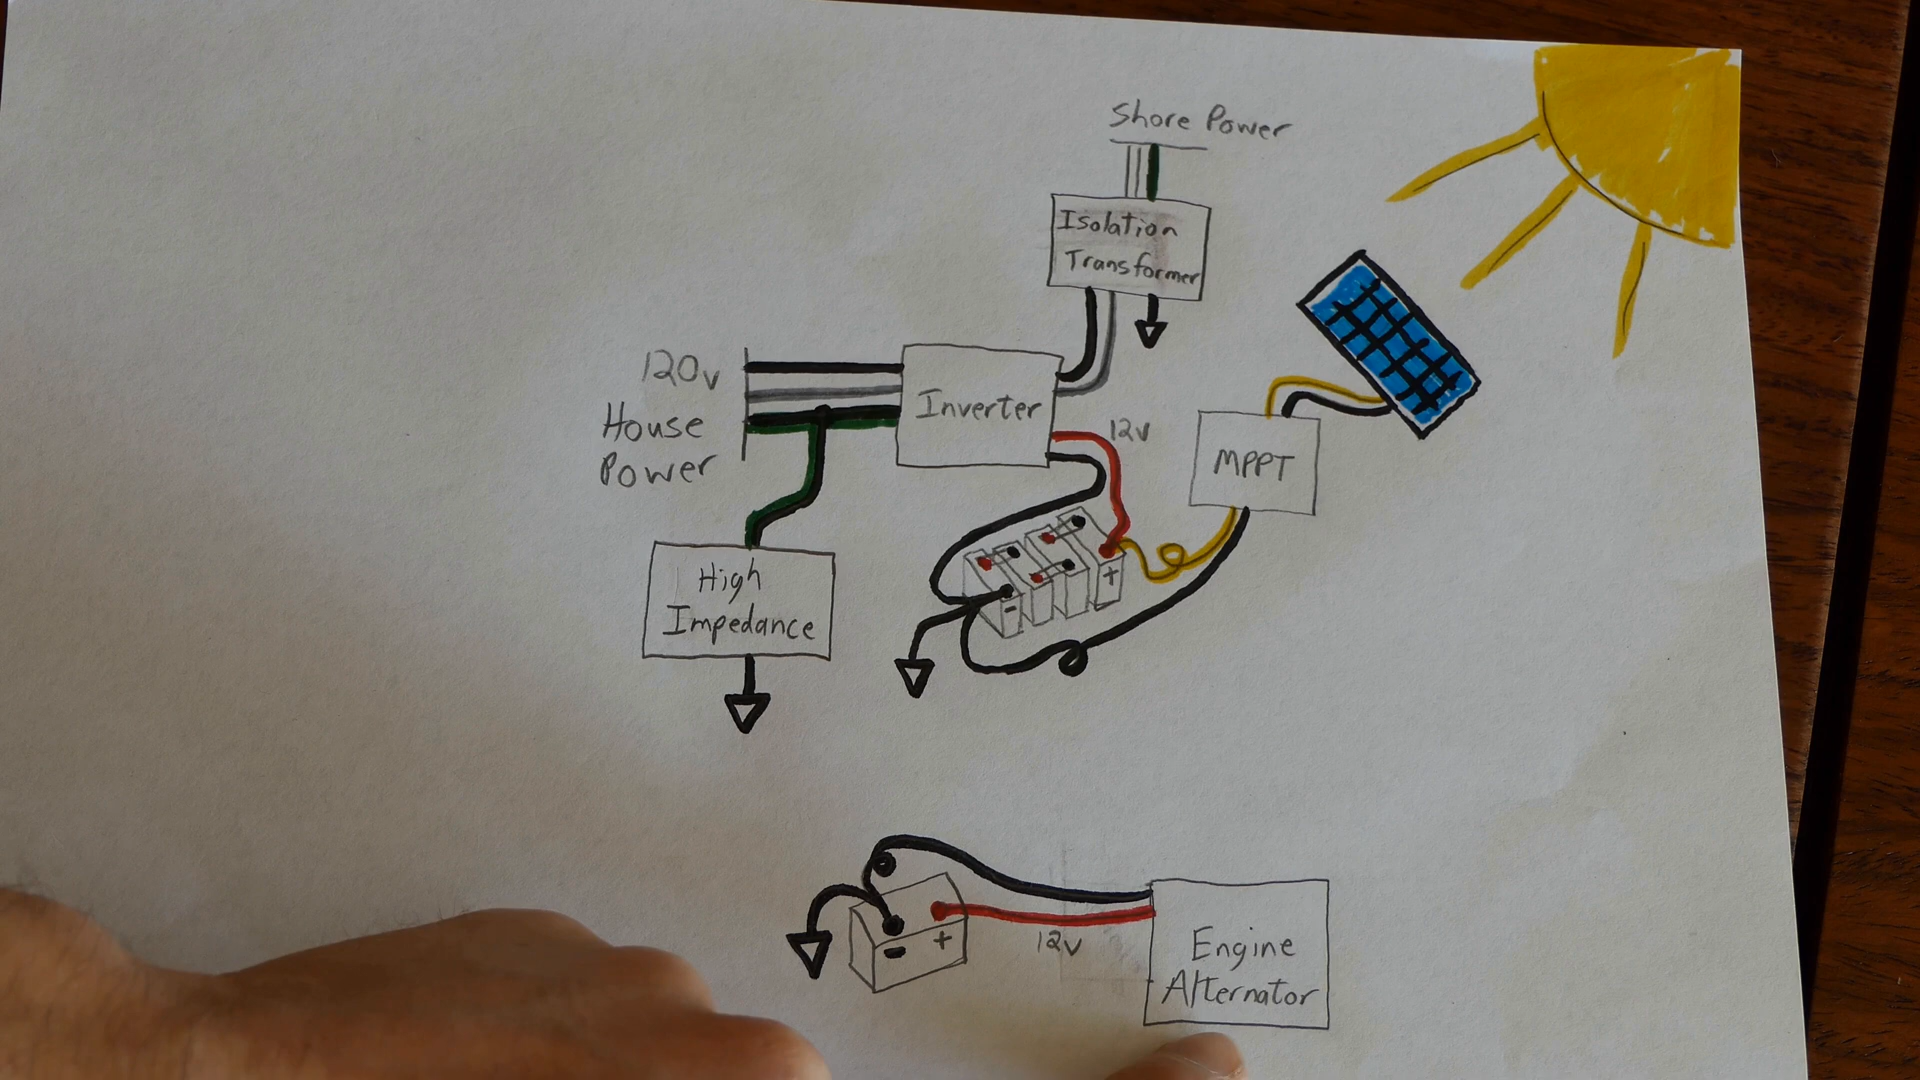 Shore Power
Isolation
Transformer
120v
House
Power
Inverter
12v
MPPT
+
-
High
Impedance
- +
12v
Engine
Alternator